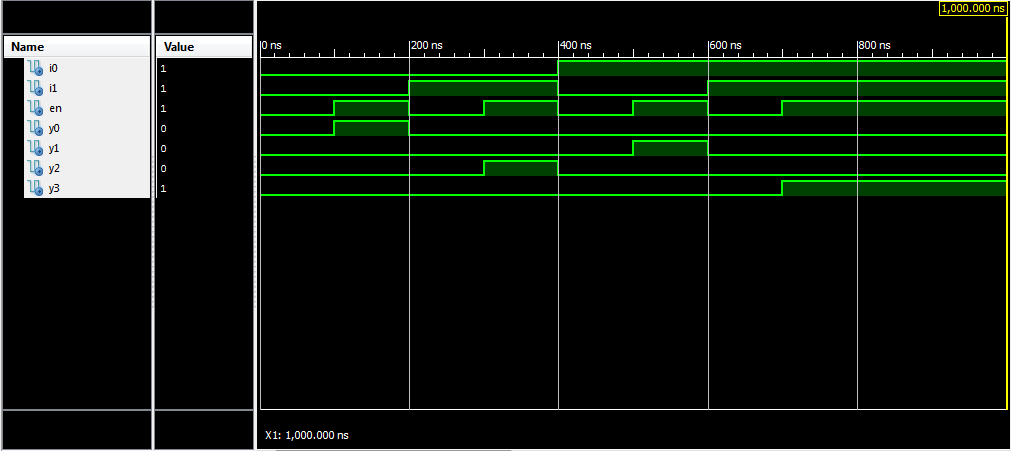 1,000.000 ns
Name Value
0 ns 200 ns 400 ns 600 ns 800 ns
i0 1
i1 1
en 1
y0 0
y1 0
y2 0
y3 1
X1: 1,000.000 ns